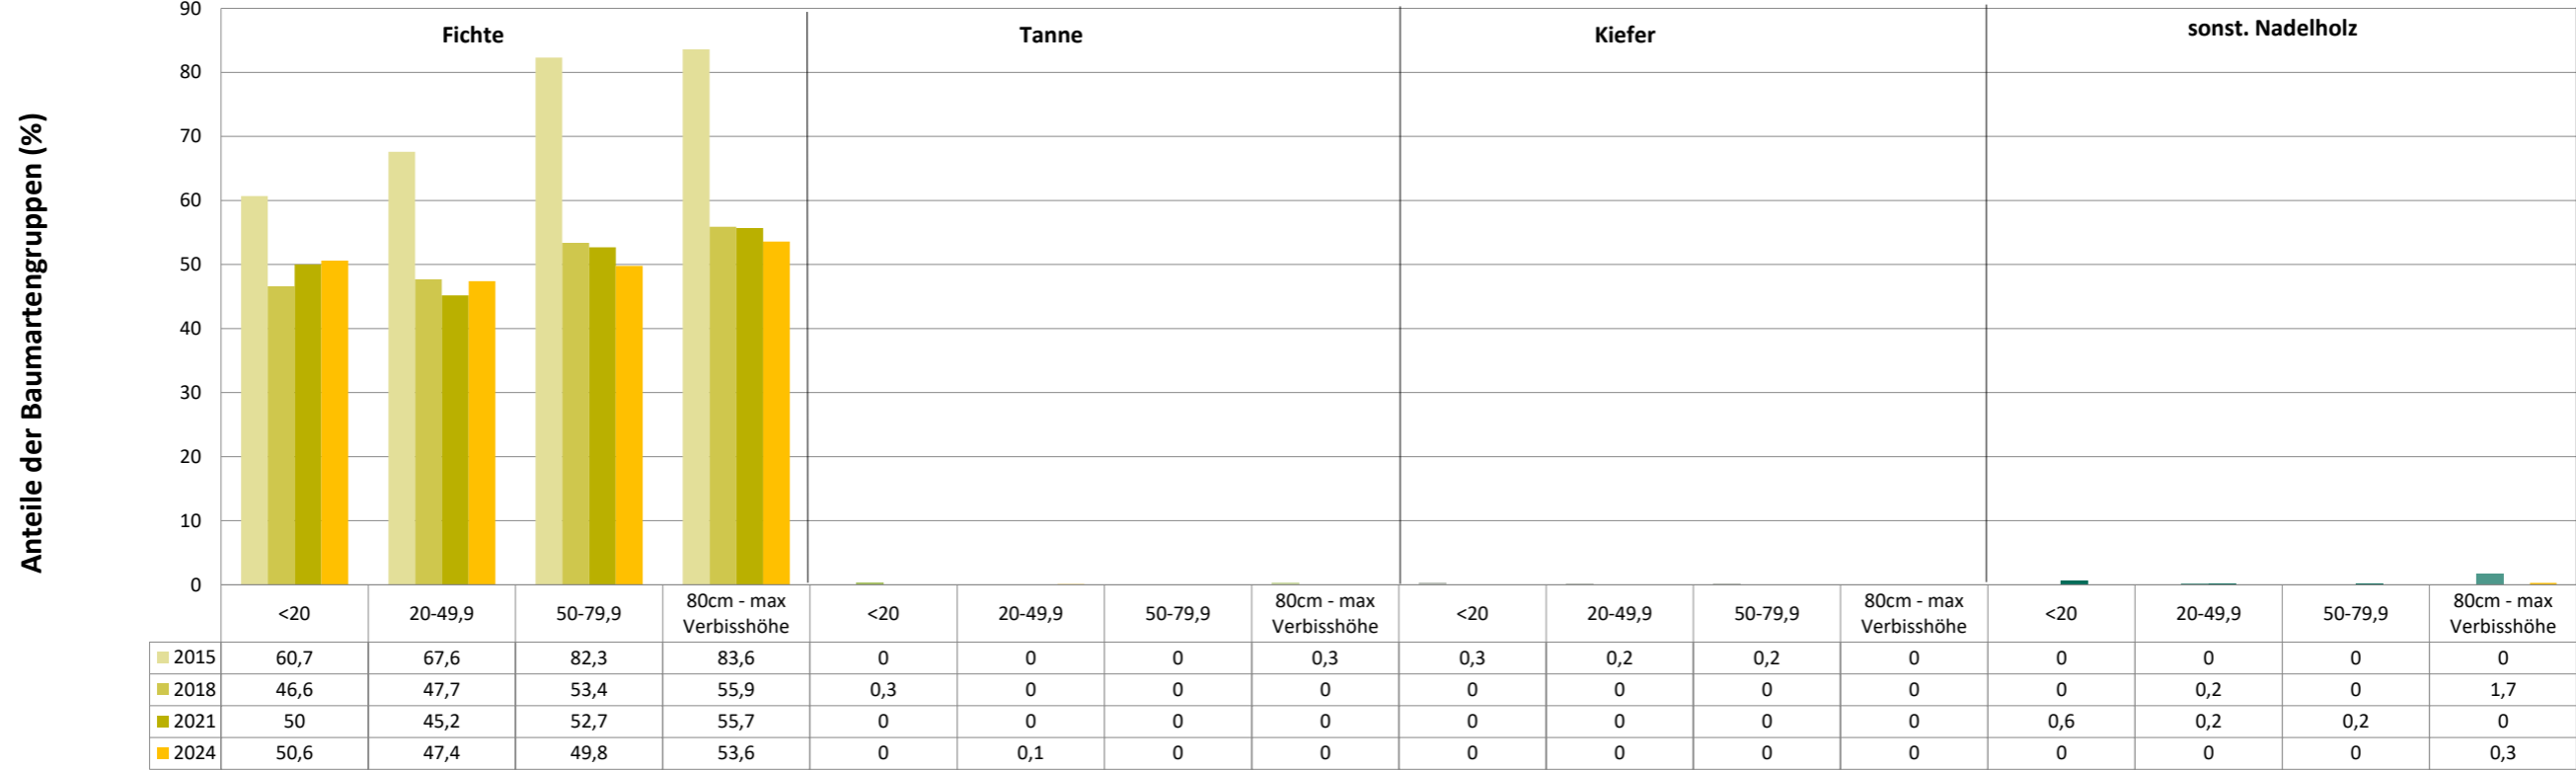 Anteile der Baumartengruppen (%)
90
80
70
60
50
40
30
20
10
0
Fichte Tanne Kiefer sonst. Nadelholz
<20 20-49,9 50-79,9 80cm - max Verbisshöhe <20 20-49,9 50-79,9 80cm - max Verbisshöhe <20 20-49,9 50-79,9 80cm - max Verbisshöhe <20 20-49,9 50-79,9 80cm - max Verbisshöhe
2015 60,7 67,6 82,3 83,6 0 0 0 0,3 0,3 0,2 0,2 0 0 0 0 0
2018 46,6 47,7 53,4 55,9 0,3 0 0 0 0 0 0 0 0 0,2 0 1,7
2021 50 45,2 52,7 55,7 0 0 0 0 0 0 0 0 0,6 0,2 0,2 0
2024 50,6 47,4 49,8 53,6 0 0,1 0 0 0 0 0 0 0 0 0 0,3